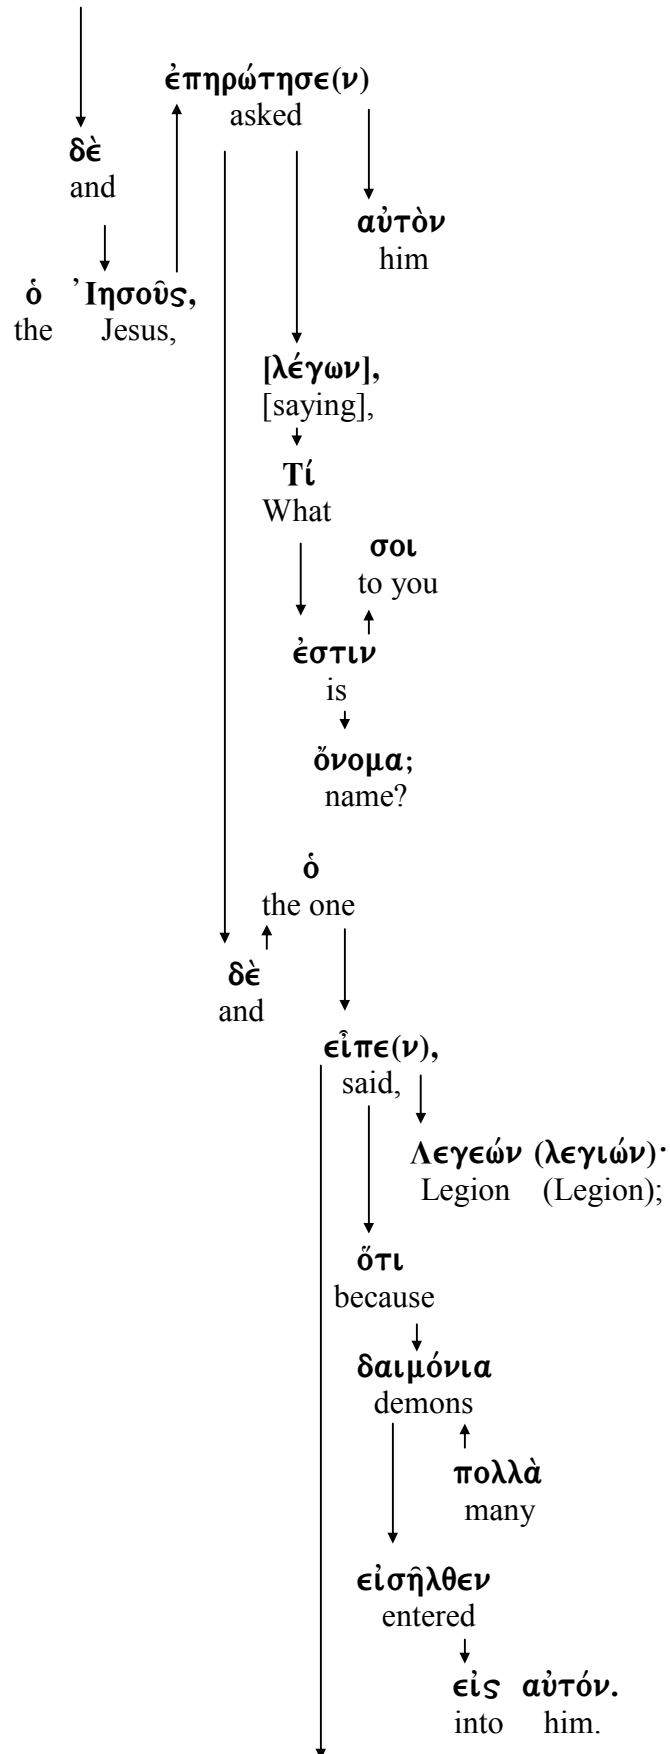 ἐπηρώτησε(ν)
asked
δὲ
and
αὐτὸν
him
ὁ Ἰησοῦς,
the Jesus,
[λέγων],
[saying],
Τί
What
σοι
to you
ἐστιν
is
ὄνομα;
name?
ὁ
the one
δὲ
and
εἶπε(ν),
said,
Λεγεών (λεγιών)·
Legion (Legion);
ὅτι
because
δαιμόνια
demons
πολλὰ
many
εἰσῆλθεν
entered
εἰς αὐτόν.
into him.